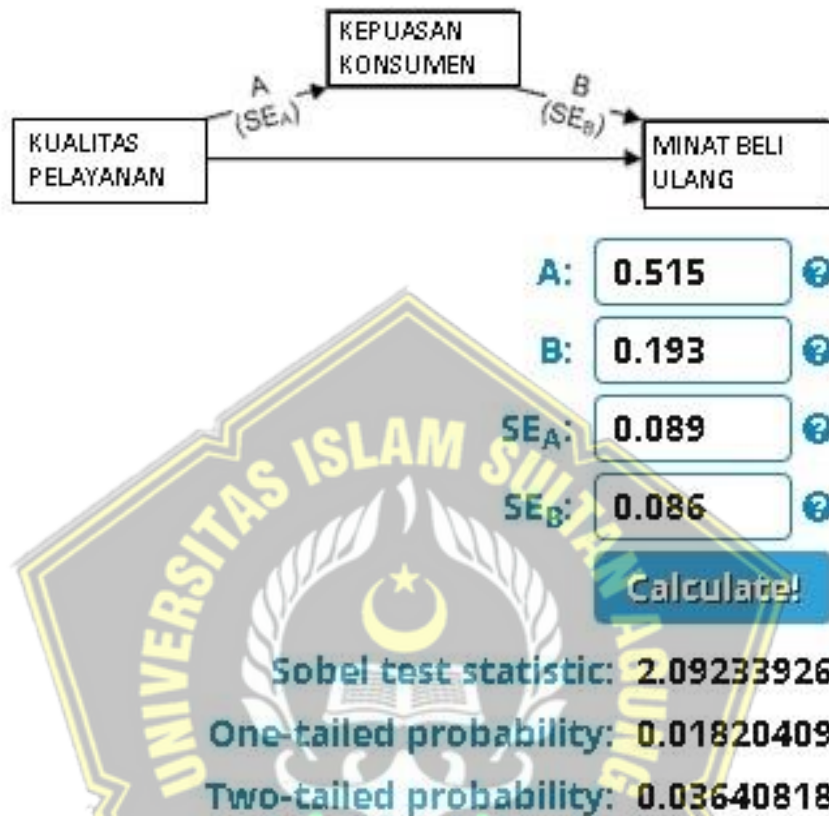 KEPUASAN
KONSUMEN
A
(SEA)
B
(SEB)
KUALITAS
PELAYANAN
MINAT BELI
ULANG
A: 0.515 ?
B: 0.193 ?
SEA: 0.089 ?
SEB: 0.086 ?
Calculate!
Sobel test statistic: 2.09233926
One-tailed probability: 0.01820409
Two-tailed probability: 0.03640818
UNIVERSITAS ISLAM SULTAN AGUNG